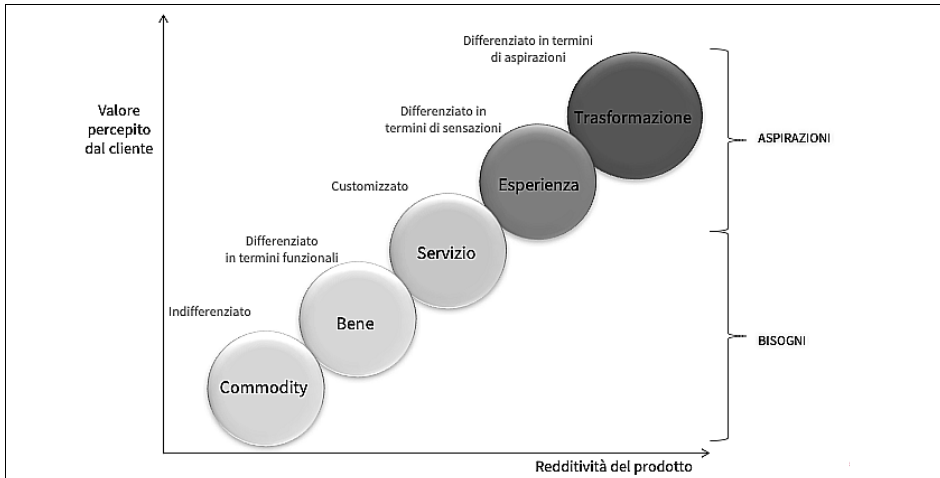 Differenziato in termini
di aspirazioni
Valore
percepito
dal cliente
Differenziato in
termini di sensazioni
Trasformazione
ASPIRAZIONI
Customizzato
Esperienza
Differenziato
in termini funzionali
Servizio
Indifferenziato
Bene
BISOGNI
Commodity
Redditività del prodotto